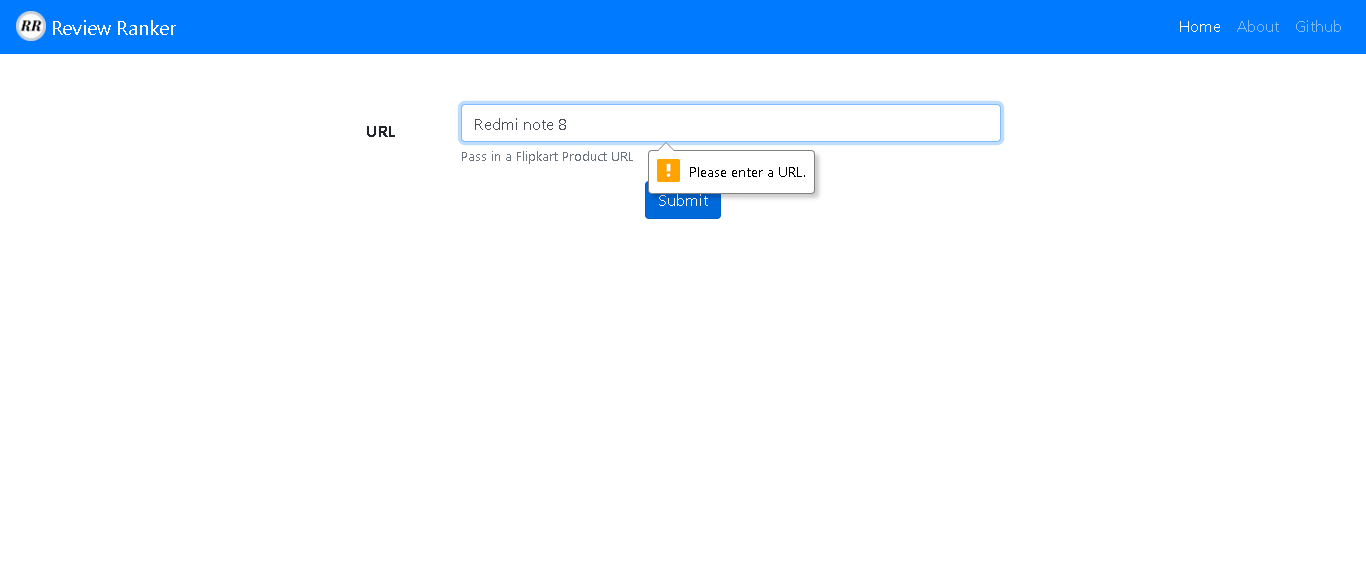 RR Review Ranker
Home About Github
URL
Redmi note 8
Pass in a Flipkart Product URL
Please enter a URL.
Submit